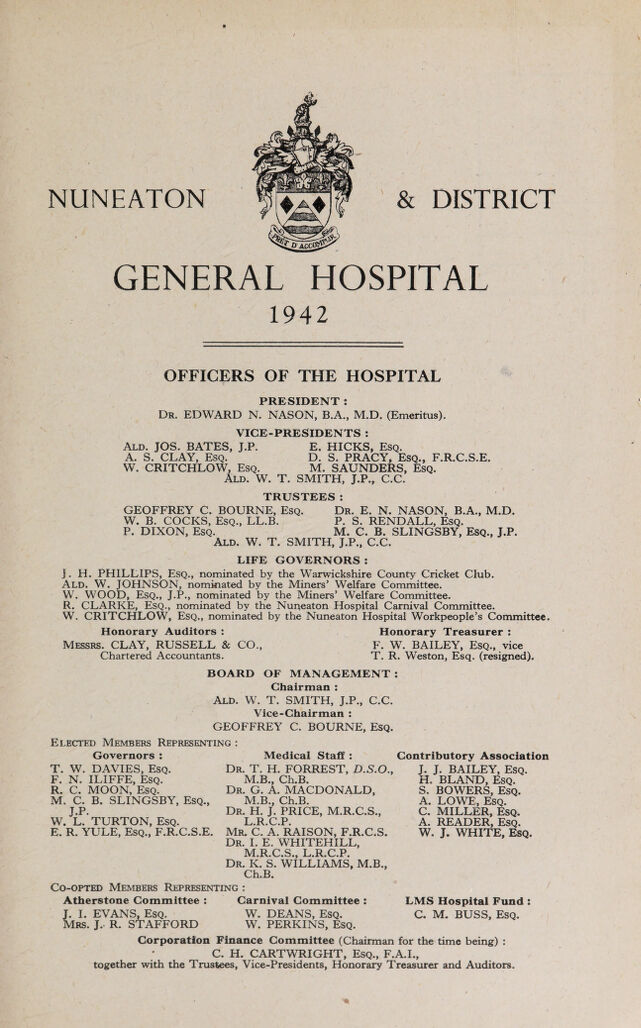 NUNEATON & DISTRICT
PRÊT D'ACCOMPLIR
GENERAL HOSPITAL
1942
OFFICERS OF THE HOSPITAL
PRESIDENT :
DR. EDWARD N. NASON, B.A., M.D. (Emeritus).
VICE-PRESIDENTS :
ALD. JOS. BATES, J.P. E. HICKS, ESQ.
A. S. CLAY, ESQ. D. S. PRACY, ESQ., F.R.C.S.E.
W. CRITCHLOW, ESQ. M. SAUNDERS, ESQ.
ALD. W. T. SMITH, J.P., C.C.
TRUSTEES :
GEOFFREY C. BOURNE, ESQ. DR. E. N. NASON, B.A., M.D.
W. B. COCKS, ESQ., LL.B. P. S. RENDALL, ESQ.
P. DIXON, ESQ. M. C. B. SLINGSBY, ESQ., J.P.
ALD. W. T. SMITH, J.P., C.C.
LIFE GOVERNORS :
J. H. PHILLIPS, ESQ., nominated by the Warwickshire County Cricket Club.
ALD. W. JOHNSON, nominated by the Miners' Welfare Committee.
W. WOOD, ESQ., J.P., nominated by the Miners' Welfare Committee.
R. CLARKE, ESQ., nominated by the Nuneaton Hospital Carnival Committee.
W. CRITCHLOW, ESQ., nominated by the Nuneaton Hospital Workpeople's Committee.
Honorary Auditors :
MESSRS. CLAY, RUSSELL & CO.,
Chartered Accountants.
Honorary Treasurer :
F. W. BAILEY, ESQ., vice
T. R. Weston, Esq. (resigned).
BOARD OF MANAGEMENT :
Chairman :
ALD. W. T. SMITH, J.P., C.C.
Vice-Chairman :
GEOFFREY C. BOURNE, ESQ.
ELECTED MEMBERS REPRESENTING :
Governors :
T. W. DAVIES, ESQ.
F. N. ILIFFE, ESQ.
R. C. MOON, ESQ.
M. C. B. SLINGSBY, ESQ.,
J.P.
W. L. TURTON, ESQ.
E. R. YULE, ESQ., F.R.C.S.E.
Medical Staff :
DR. T. H. FORREST, D.S.O.,
M.B., Ch.B.
DR. G. A. MACDONALD,
M.B., Ch.B.
DR. H. J. PRICE, M.R.C.S.,
L.R.C.P.
MR. C. A. RAISON, F.R.C.S.
DR. I. E. WHITEHILL,
M.R.C.S., L.R.C.P.
DR. K. S. WILLIAMS, M.B.,
Ch.B.
Contributory Association
J. J. BAILEY, ESQ.
H. BLAND, ESQ.
S. BOWERS, ESQ.
A. LOWE, ESQ.
C. MILLER, ESQ.
A. READER, ESQ.
W. J. WHITE, ESQ.
CO-OPTED MEMBERS REPRESENTING :
Atherstone Committee :
J. I. EVANS, ESQ.
MRS. J. R. STAFFORD
Carnival Committee :
W. DEANS, ESQ.
W. PERKINS, ESQ.
LMS Hospital Fund :
C. M. BUSS, ESQ.
Corporation Finance Committee (Chairman for the time being) :
C. H. CARTWRIGHT, ESQ., F.A.I.,
together with the Trustees, Vice-Presidents, Honorary Treasurer and Auditors.